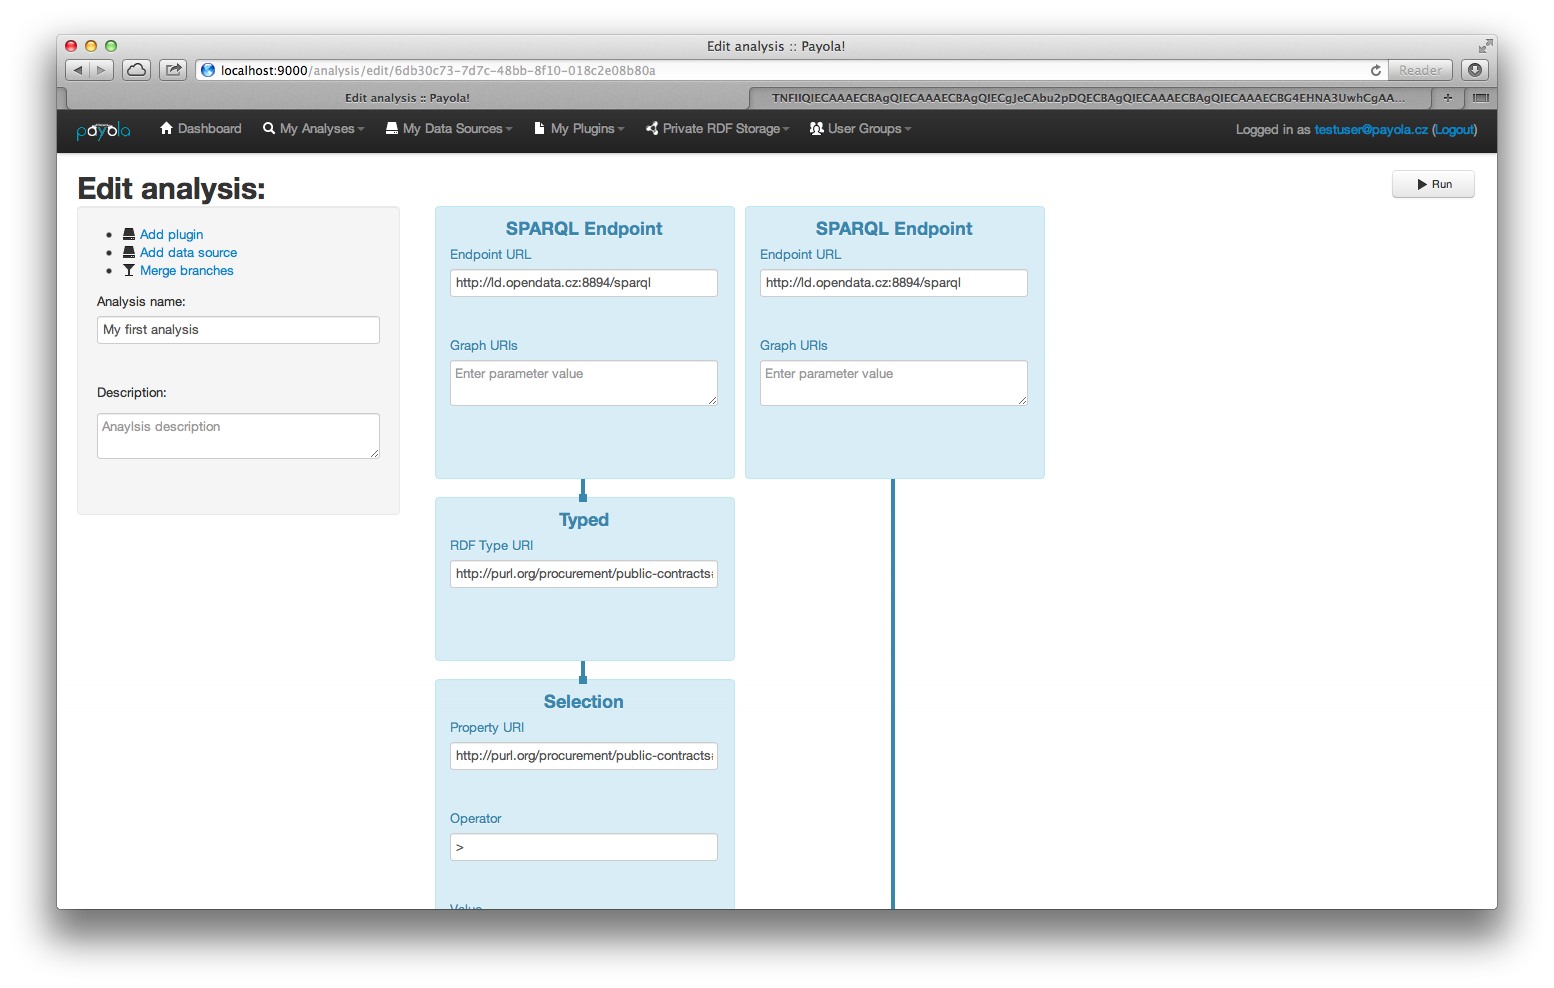 Edit analysis :: Payola!
localhost:9000/analysis/edit/6db30c73-7d7c-48bb-8f10-018c2e08b80a
Reader
Edit analysis :: Payola!
TNFIIQIECAAAECBAgQIECAAAECBAgQIECgJeCAbu2pDQECBAgQIECAAAECBAgQIECAAAECBG4EHNA3UwhCgAA...
payola
Dashboard
My Analyses
My Data Sources
My Plugins
Private RDF Storage
User Groups
Logged in as testuser@payola.cz (Logout)
Edit analysis:
Run
Add plugin
Add data source
Merge branches
Analysis name:
My first analysis
Description:
Anaylsis description
SPARQL Endpoint
Endpoint URL
http://ld.opendata.cz:8894/sparql
Graph URIs
Enter parameter value
SPARQL Endpoint
Endpoint URL
http://ld.opendata.cz:8894/sparql
Graph URIs
Enter parameter value
Typed
RDF Type URI
http://purl.org/procurement/public-contracts#
Selection
Property URI
http://purl.org/procurement/public-contracts#
Operator
>
Value